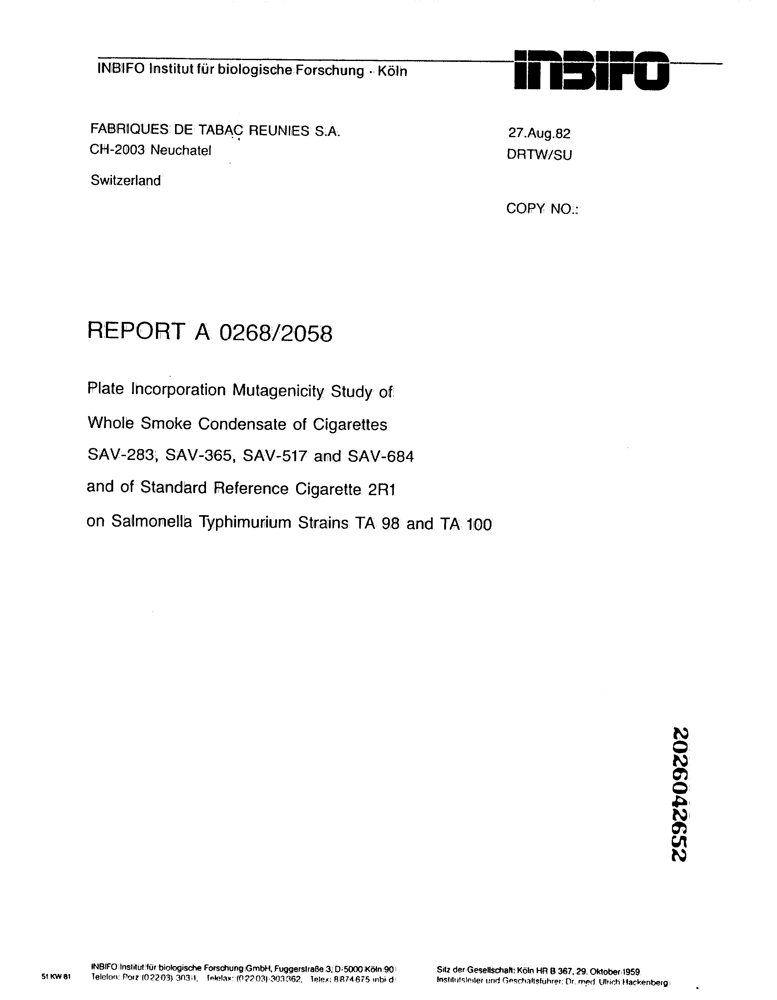 INBIFO Institut für biologische Forschung · Köln
INBIFO
FABRIQUES DE TABAC REUNIES S.A.
CH-2003 Neuchatel
Switzerland
27.Aug.82
DRTW/SU
COPY NO.:
REPORT A 0268/2058
Plate Incorporation Mutagenicity Study of
Whole Smoke Condensate of Cigarettes
SAV-283, SAV-365, SAV-517 and SAV-684
and of Standard Reference Cigarette 2R1
on Salmonella Typhimurium Strains TA 98 and TA 100
2026042652
51 KW 81
INBIFO Institut für biologische Forschung GmbH, Fuggerstraße 3, D-5000 Köln 90
Telefon: Porz (02203) 303-1, Telefax: (02203) 303362, Telex: 8874675 inbi d
Sitz der Gesellschaft: Köln HR B 367, 29. Oktober 1959
Institutsleiter und Geschäftsführer: Dr. med. Ulrich Hackenberg